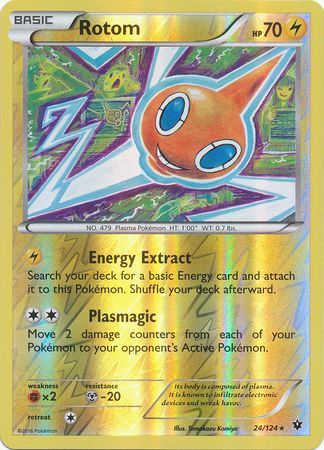 BASIC
Rotom
HP 70
NO. 479 Plasma Pokémon HT: 1'00" WT: 0.7 lbs.
Energy Extract
Search your deck for a basic Energy card and attach
it to this Pokémon. Shuffle your deck afterward.
Plasmagic
Move 2 damage counters from each of your
Pokémon to your opponent's Active Pokémon.
weakness
×2
resistance
-20
retreat
Its body is composed of plasma.
It is known to infiltrate electronic
devices and wreak havoc.
©2016 Pokémon
Illus. Tomokazu Komiya
24/124★